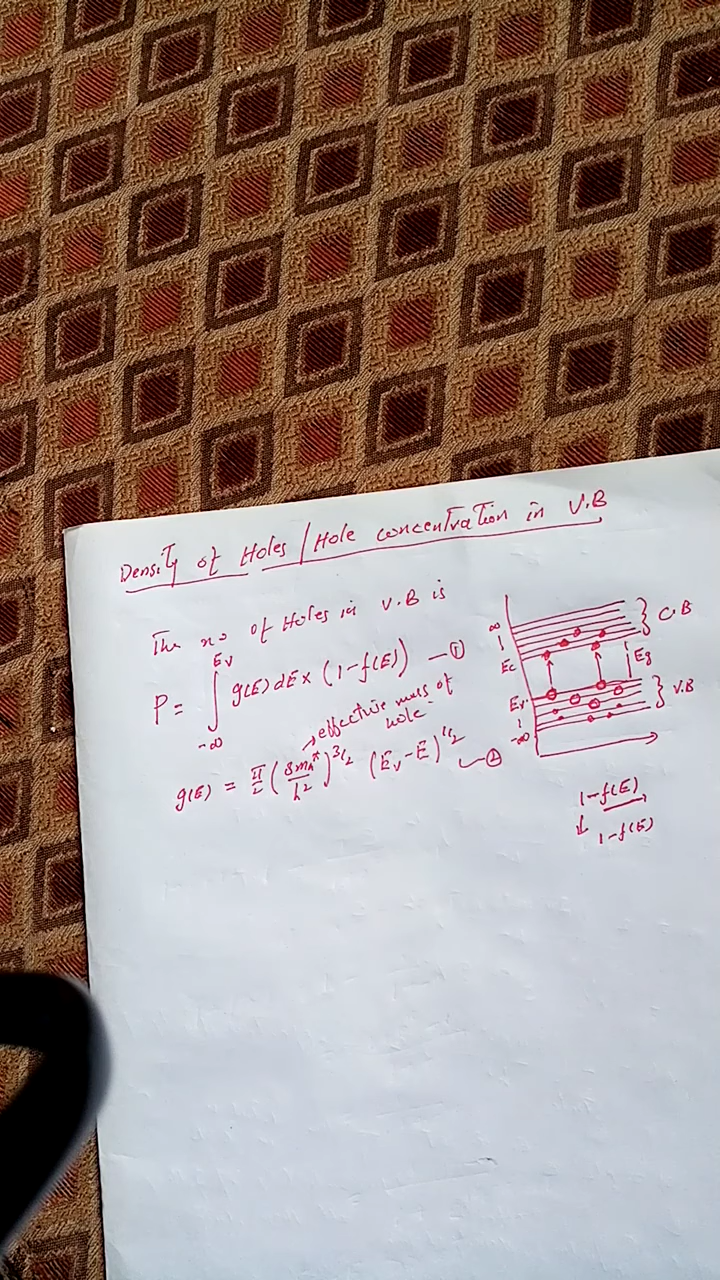 Density of Holes / Hole concentration in V.B
The no of Holes in V.B is
P = ∫_{-∞}^{Ev} g(E) dE × (1-f(E)) — ①
→ effective mass of
hole
g(E) = π/2 (8m*/h²)^{3/2} (Ev - E)^{1/2} — ②
∞
C.B
Ec
Eg
Ev
V.B
-∞
1-f(E)
↓ 1-f(E)